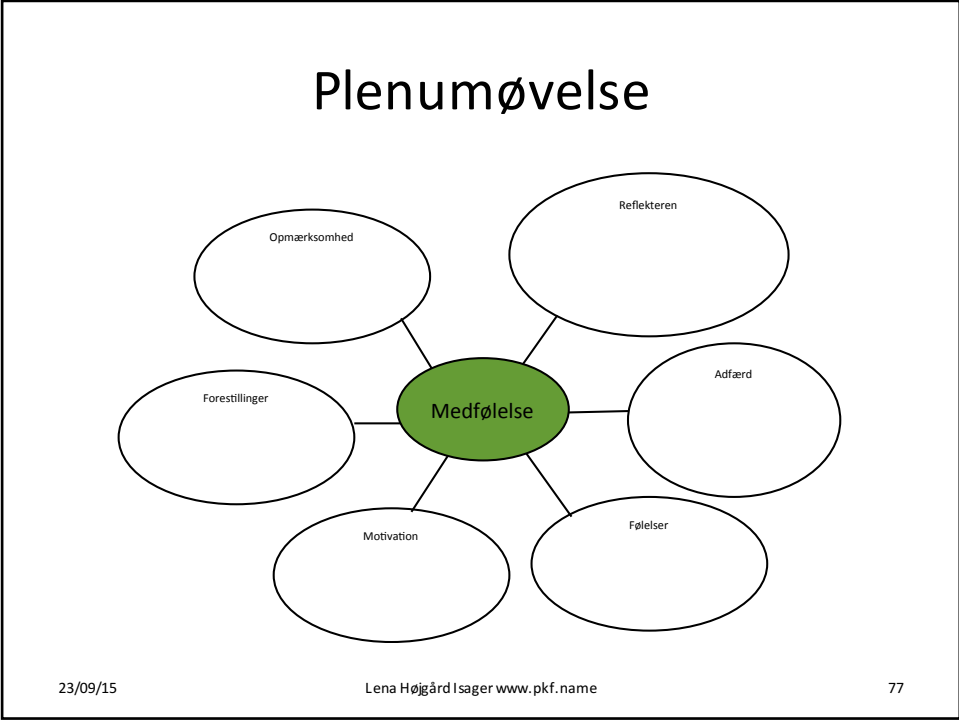 Plenumøvelse
Reflekteren
Opmærksomhed
Adfærd
Forestillinger
Medfølelse
Følelser
Motivation
23/09/15
Lena Højgård Isager www.pkf.name
77